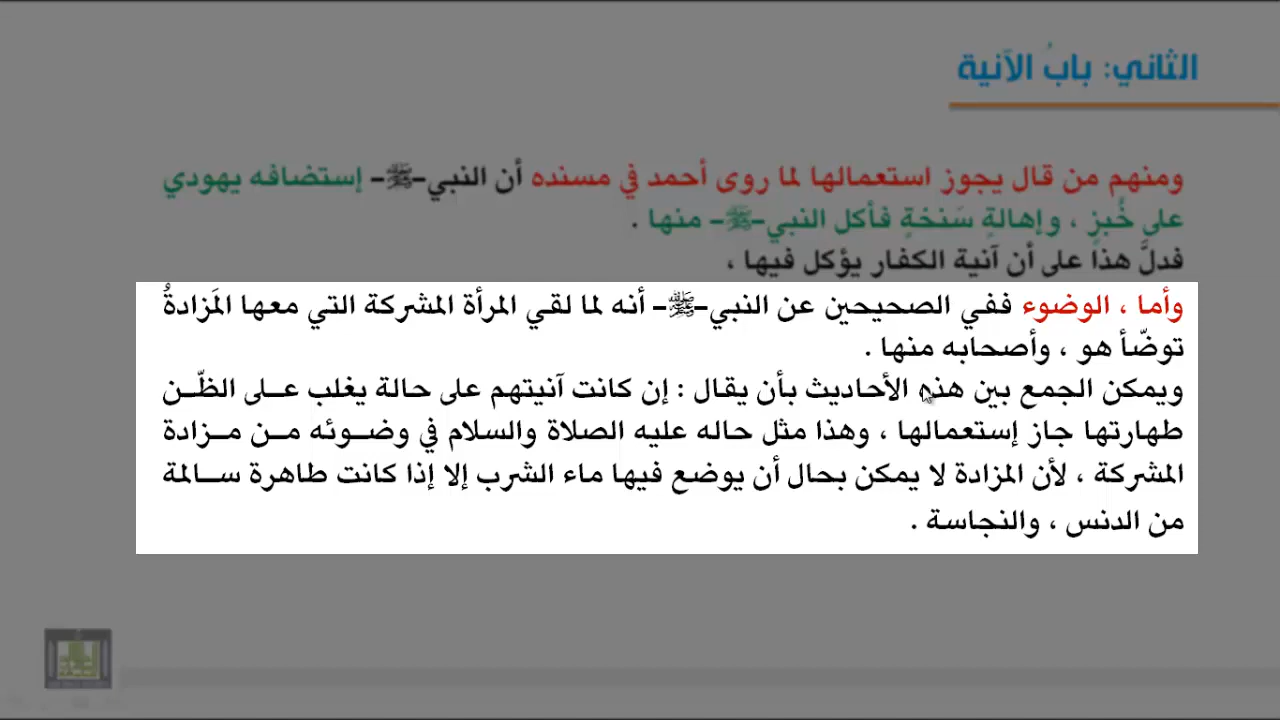 الثاني: بابُ الآنية
ومنهم من قال يجوز استعمالها لما روى أحمد في مسنده أن النبي-ﷺ- إستضافه يهودي
على خُبزٍ ، وإهالةٍ سَنخةٍ فأكل النبي-ﷺ- منها .
فدلَّ هذا على أن آنية الكفار يؤكل فيها ،
وأما ، الوضوء ففي الصحيحين عن النبي-ﷺ- أنه لما لقي المرأة المشركة التي معها المَزادةُ
توضّأ هو ، وأصحابه منها .
ويمكن الجمع بين هذه الأحاديث بأن يقال : إن كانت آنيتهم على حالة يغلب على الظّن
طهارتها جاز إستعمالها ، وهذا مثل حاله عليه الصلاة والسلام في وضوئه من مزادة
المشركة ، لأن المزادة لا يمكن بحال أن يوضع فيها ماء الشرب إلا إذا كانت طاهرة سالمة
من الدنس ، والنجاسة .